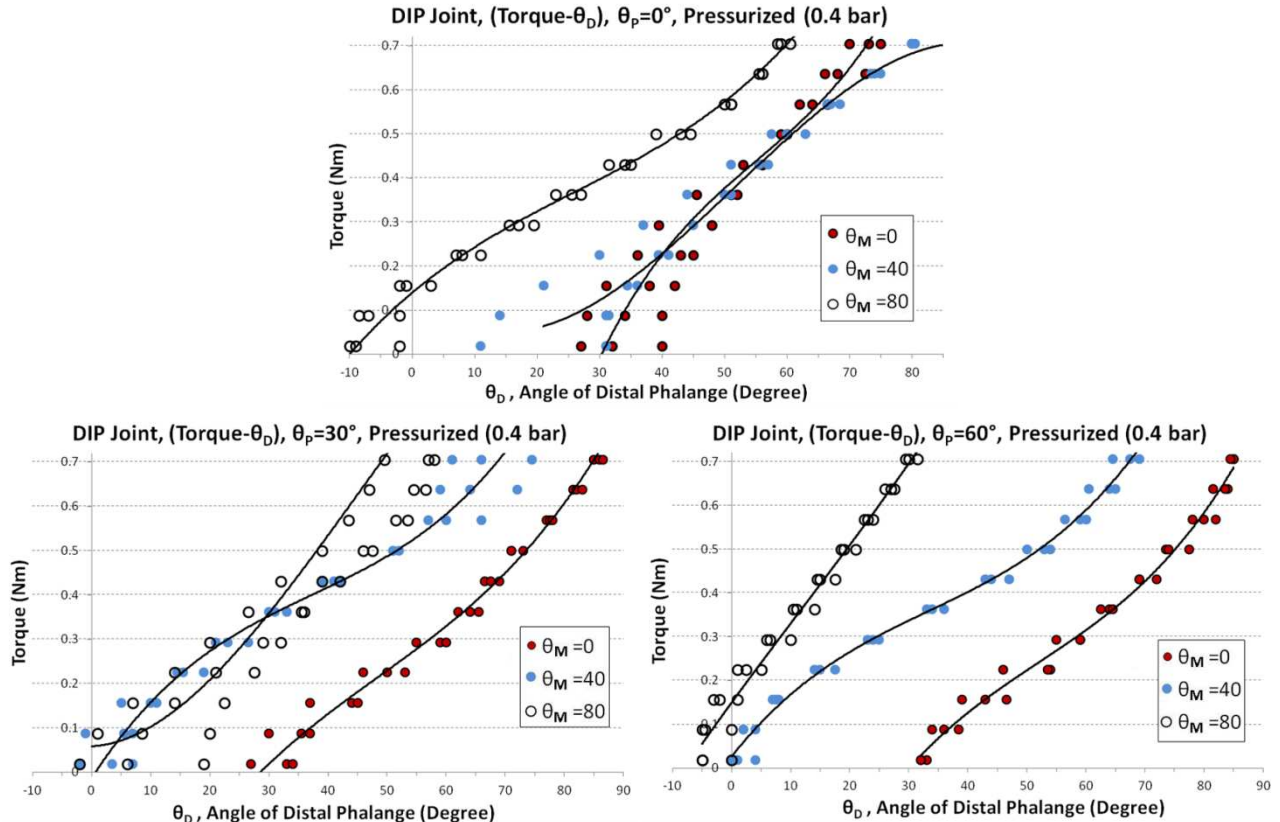 DIP Joint, (Torque-θD), θP=0°, Pressurized (0.4 bar)
Torque (Nm)
0.7
0.6
0.5
0.4
0.3
0.2
0.1
0
θM =0
θM =40
θM =80
-10 0 10 20 30 40 50 60 70 80
θD , Angle of Distal Phalange (Degree)
DIP Joint, (Torque-θD), θP=30°, Pressurized (0.4 bar)
Torque (Nm)
0.7
0.6
0.5
0.4
0.3
0.2
0.1
0
θM =0
θM =40
θM =80
-10 0 10 20 30 40 50 60 70 80 90
θD , Angle of Distal Phalange (Degree)
DIP Joint, (Torque-θD), θP=60°, Pressurized (0.4 bar)
Torque (Nm)
0.7
0.6
0.5
0.4
0.3
0.2
0.1
0
θM =0
θM =40
θM =80
-10 0 10 20 30 40 50 60 70 80 90
θD , Angle of Distal Phalange (Degree)